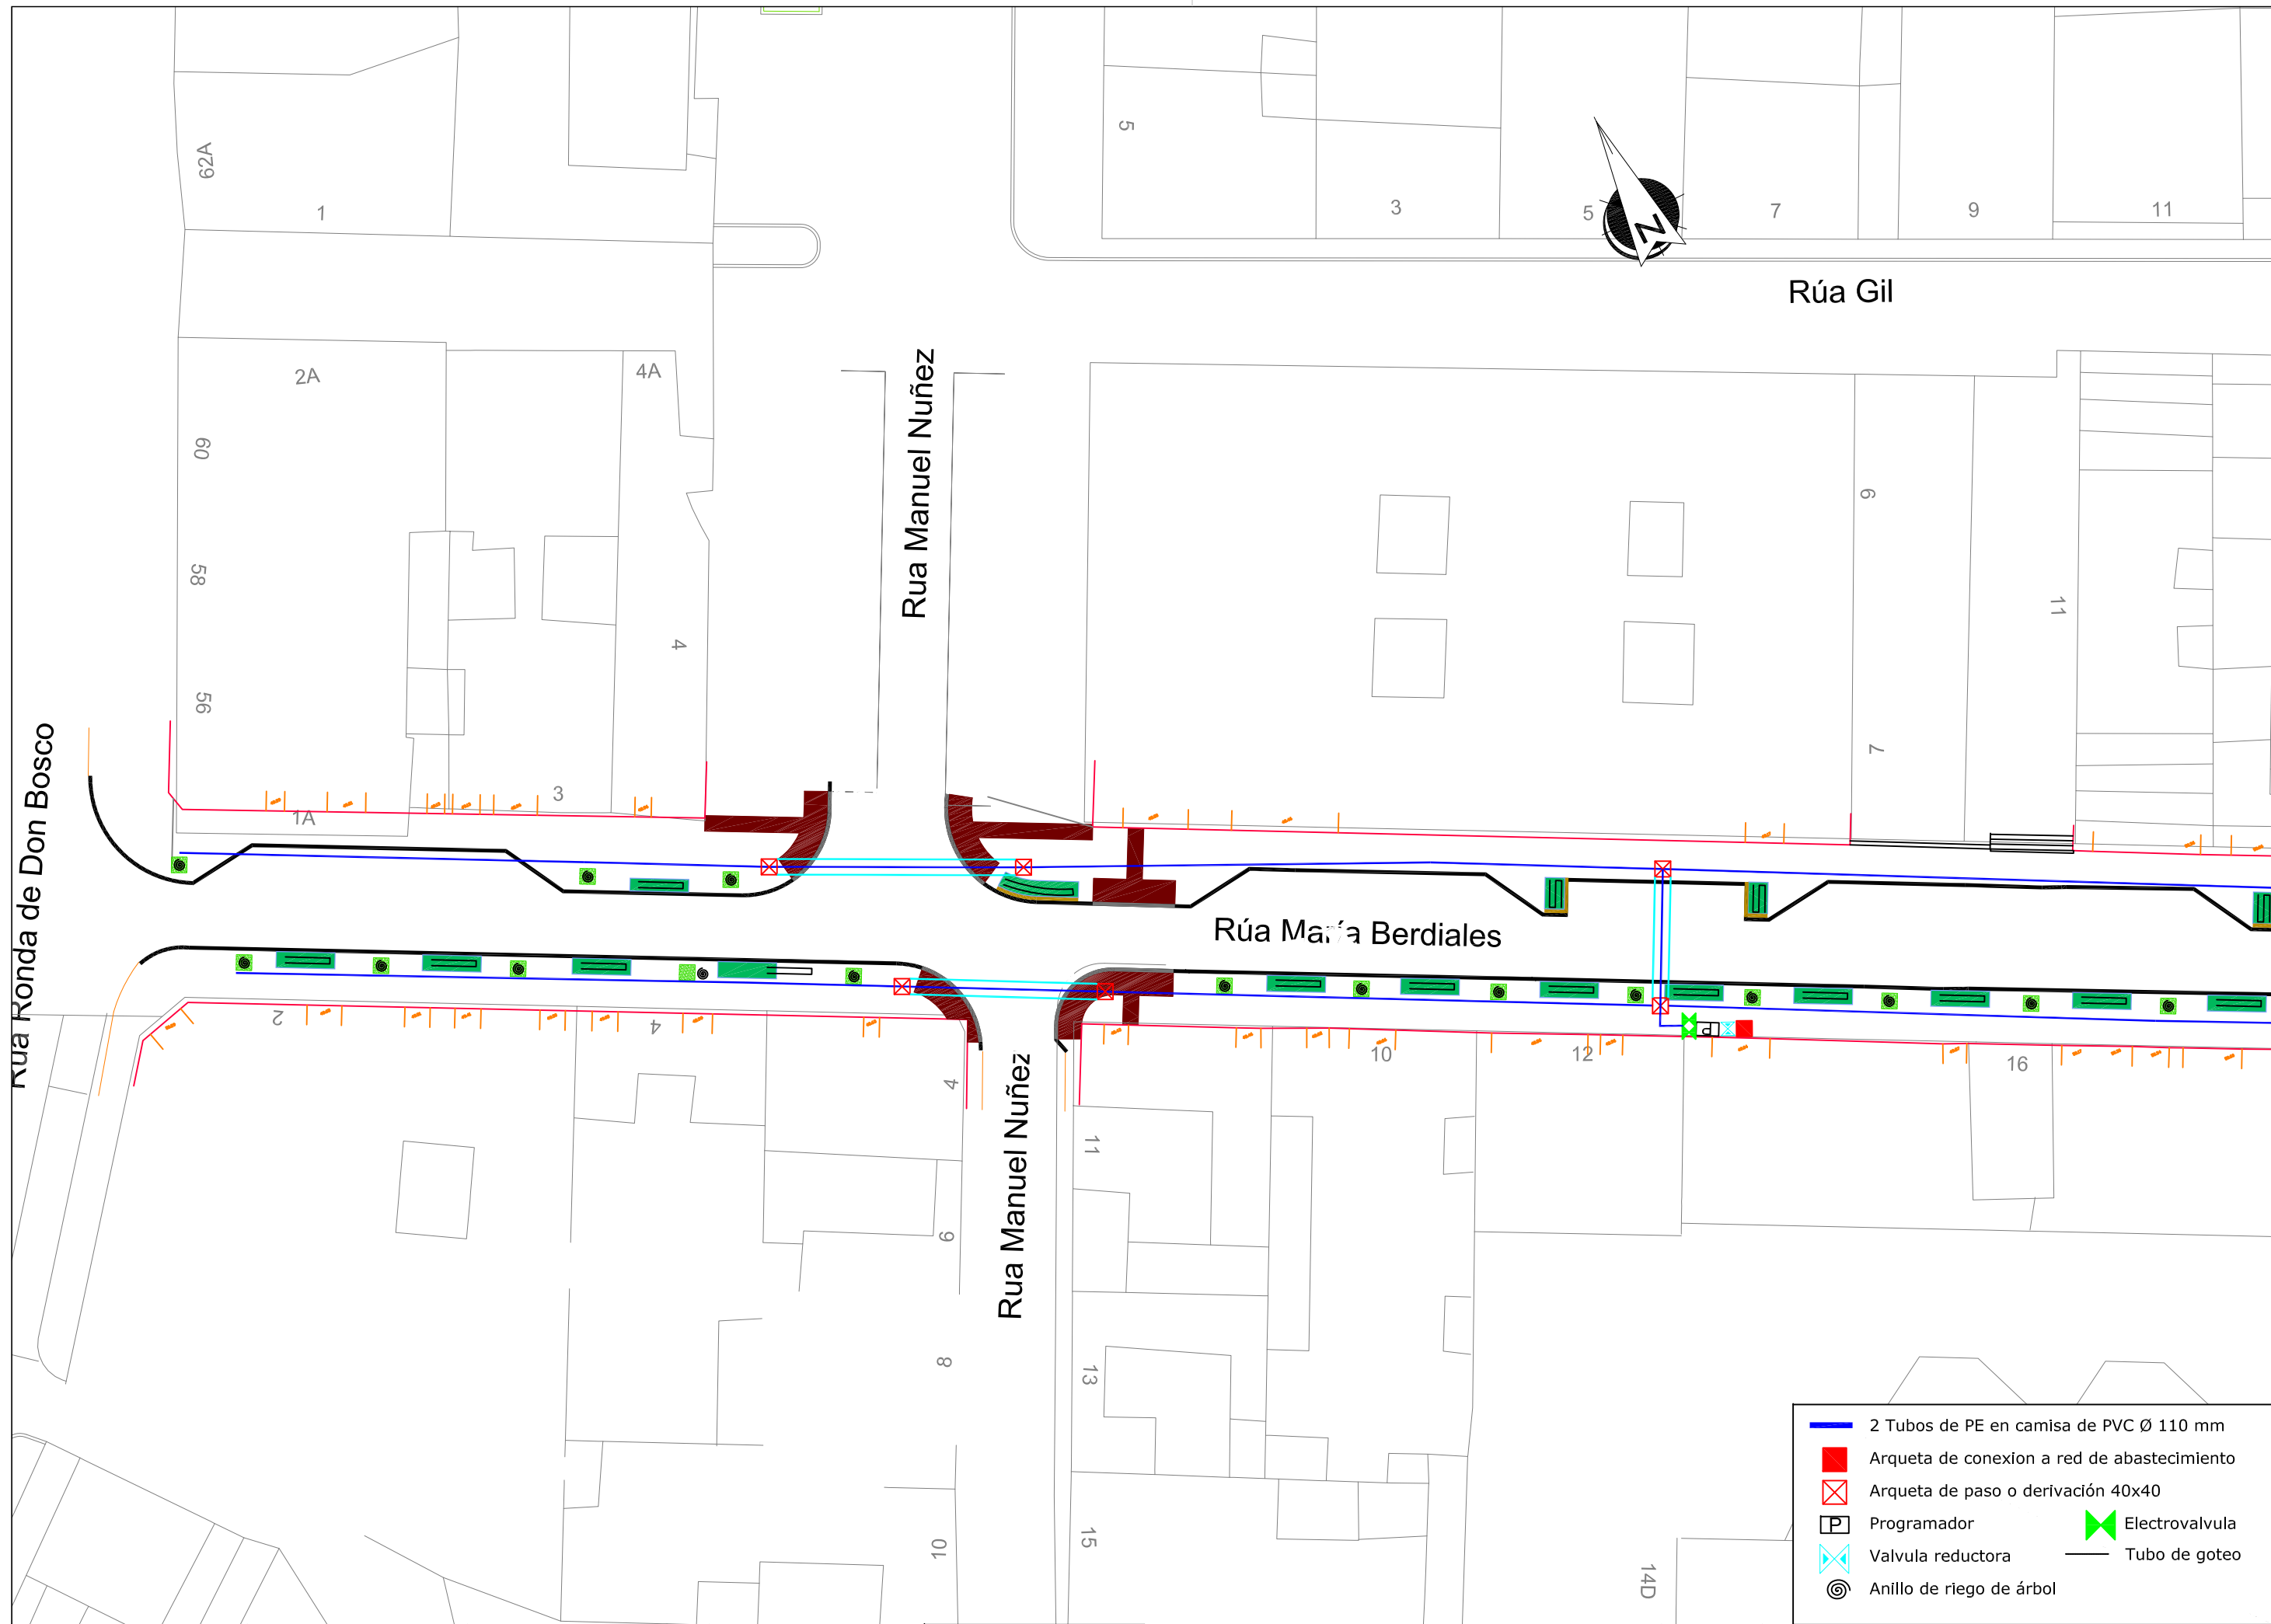 62A
1
5
3
5
7
9
11
N
Rúa Gil
2A
4A
60
58
56
4
Rua Manuel Nuñez
6
7
11
Rua Ronda de Don Bosco
1A
3
Rúa María Berdiales
2
4
4
6
8
10
Rua Manuel Nuñez
11
13
15
10
12
16
14D
P
2 Tubos de PE en camisa de PVC Ø 110 mm
Arqueta de conexion a red de abastecimiento
Arqueta de paso o derivación 40x40
P Programador
Electrovalvula
Valvula reductora
Tubo de goteo
Anillo de riego de árbol